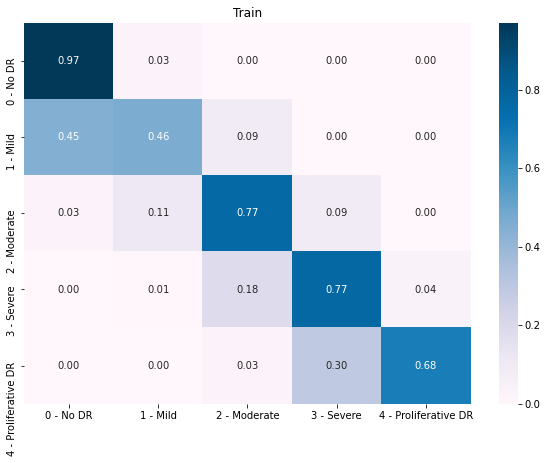 Train
0 - No DR 0.97 0.03 0.00 0.00 0.00
1 - Mild 0.45 0.46 0.09 0.00 0.00
2 - Moderate 0.03 0.11 0.77 0.09 0.00
3 - Severe 0.00 0.01 0.18 0.77 0.04
4 - Proliferative DR 0.00 0.00 0.03 0.30 0.68
0 - No DR 1 - Mild 2 - Moderate 3 - Severe 4 - Proliferative DR
0.8
0.6
0.4
0.2
0.0